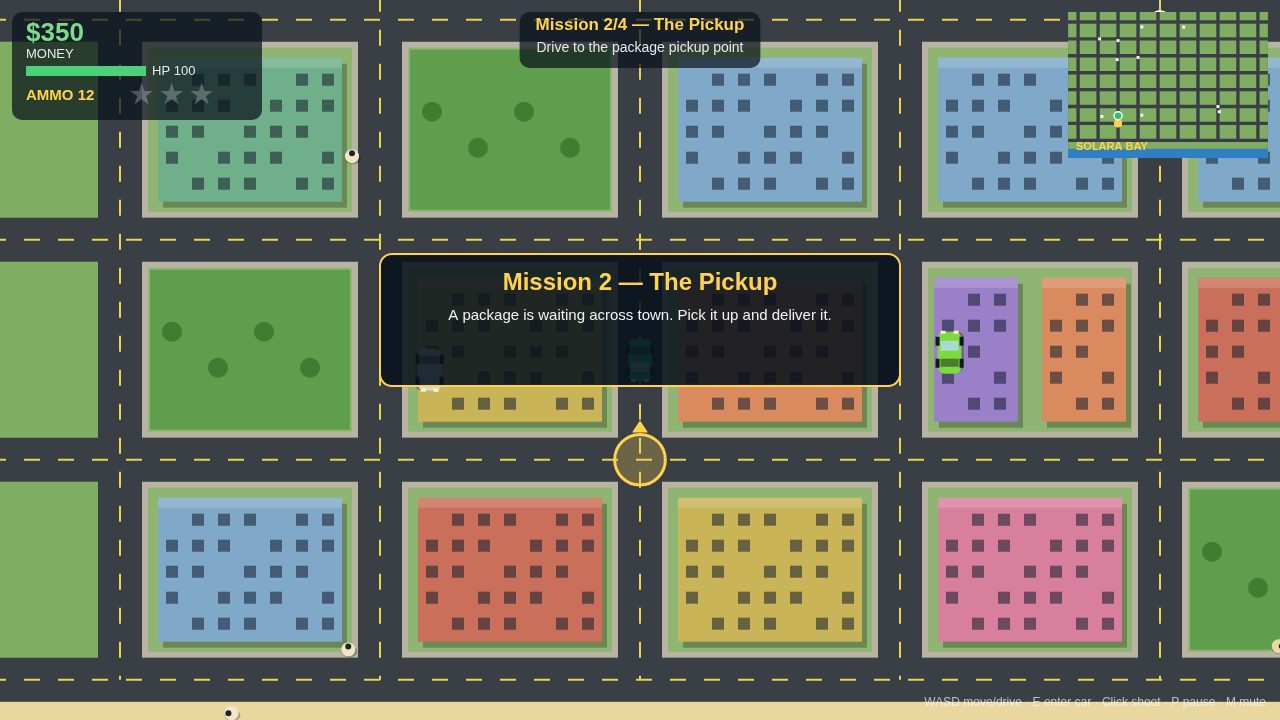 $350
MONEY
HP 100
AMMO 12
Mission 2/4 — The Pickup
Drive to the package pickup point
SOLARA BAY
Mission 2 — The Pickup
A package is waiting across town. Pick it up and deliver it.
WASD move/drive · E enter car · Click shoot · P pause · M mute